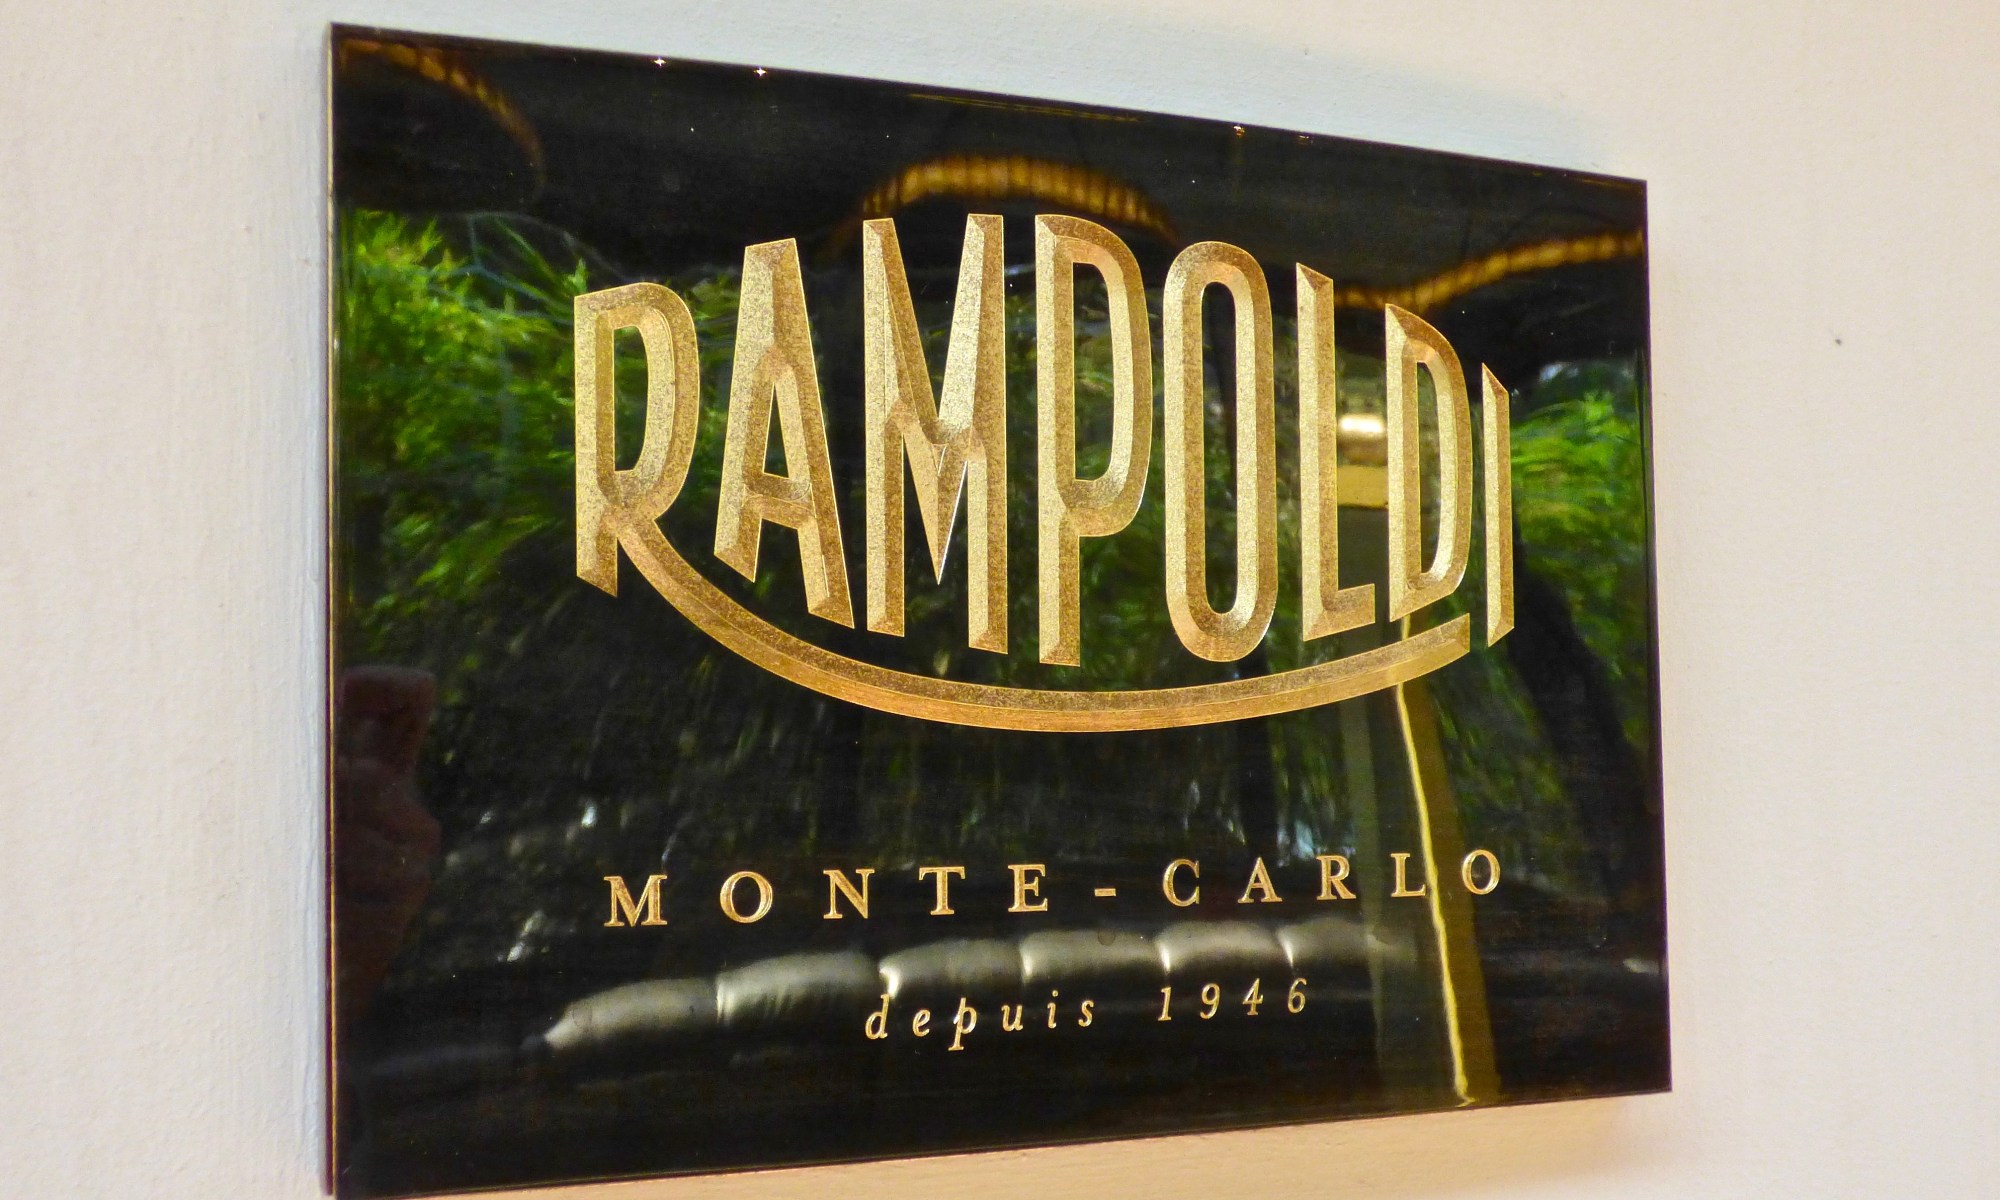 RAMPOLDI
MONTE-CARLO
depuis 1946